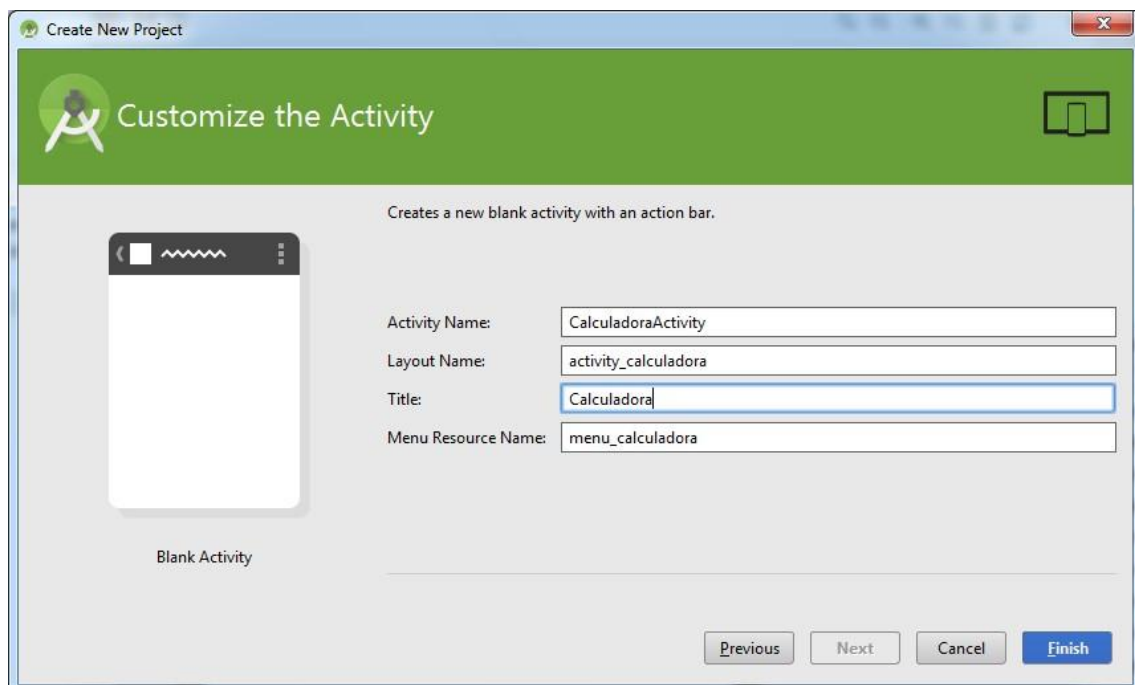 Create New Project
Customize the Activity
Creates a new blank activity with an action bar.
Activity Name: CalculadoraActivity
Layout Name: activity_calculadora
Title: Calculadora
Menu Resource Name: menu_calculadora
Blank Activity
Previous Next Cancel Finish